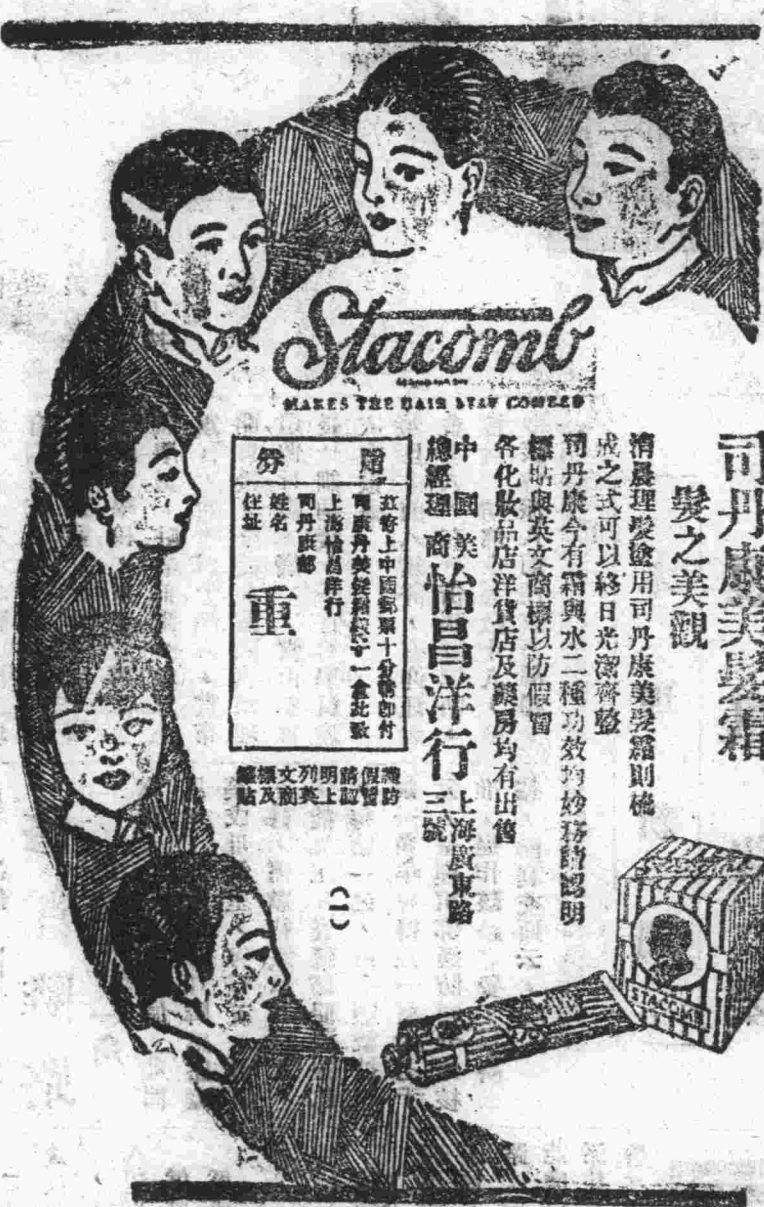 Stacomb
MAKES THE HAIR STAY COMBED
司丹康美髮霜
髮之美觀
清晨理髮塗用司丹康美髮霜則梳
成之式可以終日光潔齊整
司丹康今有霜與水二種功效均妙務請認明
標貼與英文商標以防假冒
各化妝品店洋貨店及藥房均有出售
中國總經理
美商
怡昌洋行
上海廣東路
三號
贈券
茲寄上中國郵票十分請即付
司康丹美髮霜樣子一盒此致
上海怡昌洋行
司丹康部
姓名
住址
重
謹防
假冒
請認
明上
列英
文商
標及
標貼
(一)
STACOMB